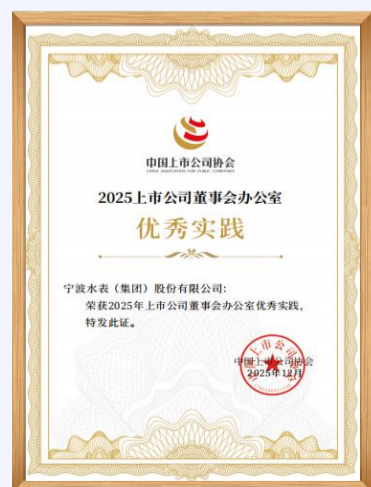 中国上市公司协会
CHINA ASSOCIATION FOR PUBLIC COMPANIES
2025上市公司董事会办公室
优秀实践
宁波水表（集团）股份有限公司:
荣获2025年上市公司董事会办公室优秀实践,
特发此证。
中国上市公司协会
2025年12月